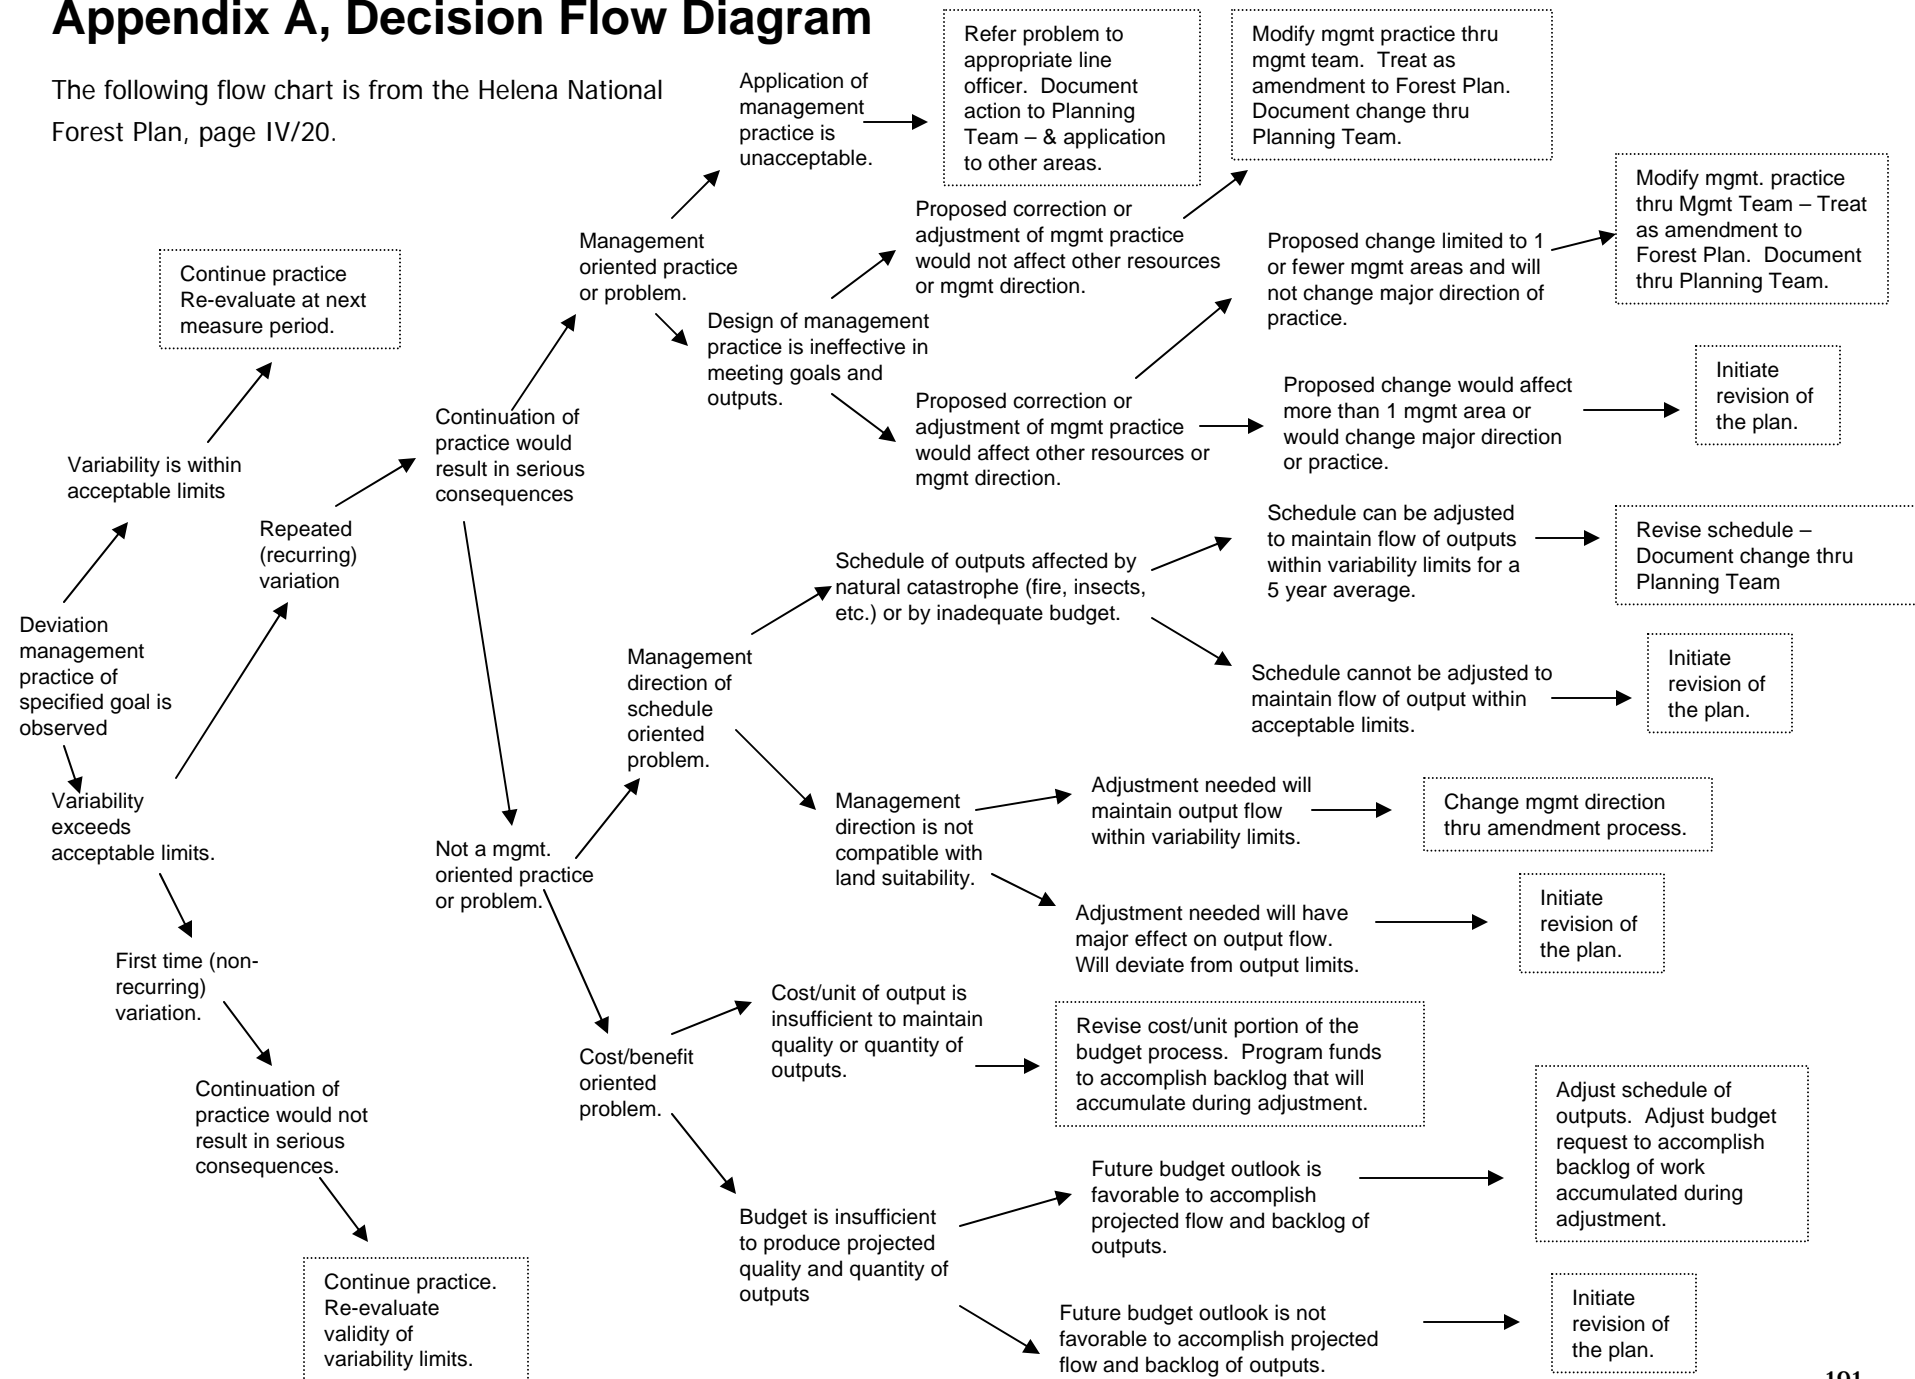 Appendix A, Decision Flow Diagram
The following flow chart is from the Helena National
Forest Plan, page IV/20.
Application of
management
practice is
unacceptable.
Refer problem to
appropriate line
officer. Document
action to Planning
Team – & application
to other areas.
Modify mgmt practice thru
mgmt team. Treat as
amendment to Forest Plan.
Document change thru
Planning Team.
Modify mgmt. practice
thru Mgmt Team – Treat
as amendment to
Forest Plan. Document
thru Planning Team.
Management
oriented practice
or problem.
Proposed correction or
adjustment of mgmt practice
would not affect other resources
or mgmt direction.
Proposed change limited to 1
or fewer mgmt areas and will
not change major direction of
practice.
Continue practice
Re-evaluate at next
measure period.
Design of management
practice is ineffective in
meeting goals and
outputs.
Proposed correction or
adjustment of mgmt practice
would affect other resources or
mgmt direction.
Proposed change would affect
more than 1 mgmt area or
would change major direction
or practice.
Initiate
revision of
the plan.
Continuation of
practice would
result in serious
consequences
Variability is within
acceptable limits
Repeated
(recurring)
variation
Schedule of outputs affected by
natural catastrophe (fire, insects,
etc.) or by inadequate budget.
Schedule can be adjusted
to maintain flow of outputs
within variability limits for a
5 year average.
Revise schedule –
Document change thru
Planning Team
Deviation
management
practice of
specified goal is
observed
Management
direction of
schedule
oriented
problem.
Schedule cannot be adjusted to
maintain flow of output within
acceptable limits.
Initiate
revision of
the plan.
Variability
exceeds
acceptable limits.
Not a mgmt.
oriented practice
or problem.
Management
direction is not
compatible with
land suitability.
Adjustment needed will
maintain output flow
within variability limits.
Change mgmt direction
thru amendment process.
Adjustment needed will have
major effect on output flow.
Will deviate from output limits.
Initiate
revision of
the plan.
First time (non-
recurring)
variation.
Cost/benefit
oriented
problem.
Cost/unit of output is
insufficient to maintain
quality or quantity of
outputs.
Revise cost/unit portion of the
budget process. Program funds
to accomplish backlog that will
accumulate during adjustment.
Continuation of
practice would not
result in serious
consequences.
Adjust schedule of
outputs. Adjust budget
request to accomplish
backlog of work
accumulated during
adjustment.
Future budget outlook is
favorable to accomplish
projected flow and backlog of
outputs.
Budget is insufficient
to produce projected
quality and quantity of
outputs
Continue practice.
Re-evaluate
validity of
variability limits.
Future budget outlook is not
favorable to accomplish projected
flow and backlog of outputs.
Initiate
revision of
the plan.